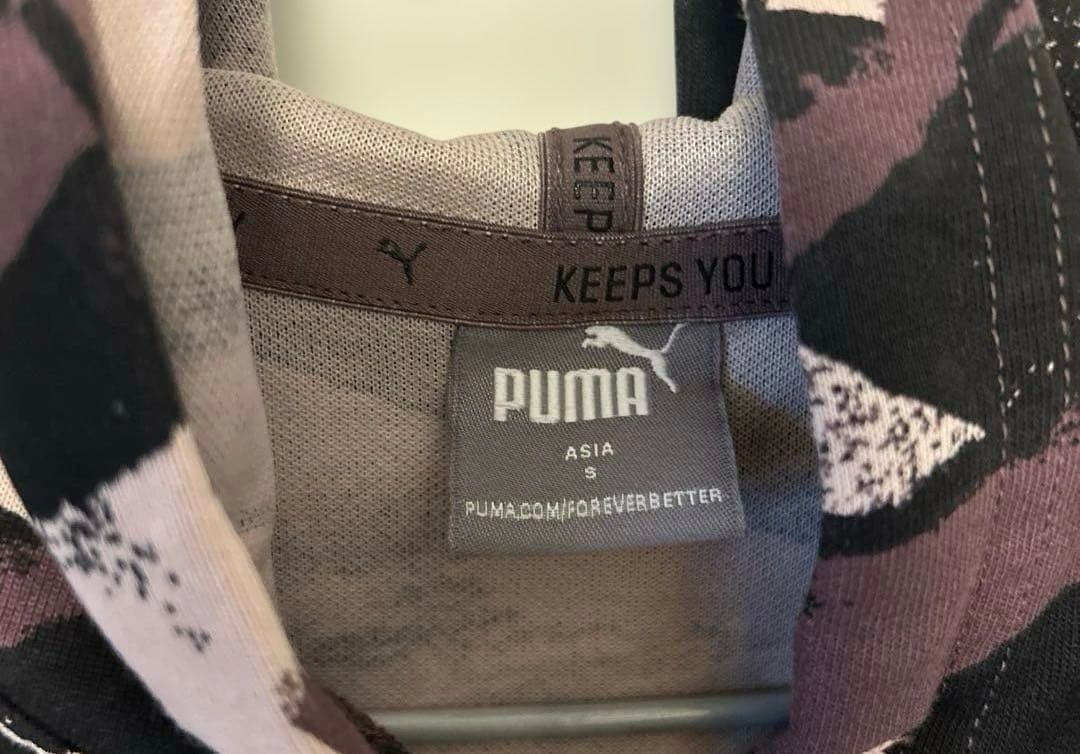 KEEP
KEEPS YOU
PUMA
ASIA
S
PUMA.COM/FOREVERBETTER